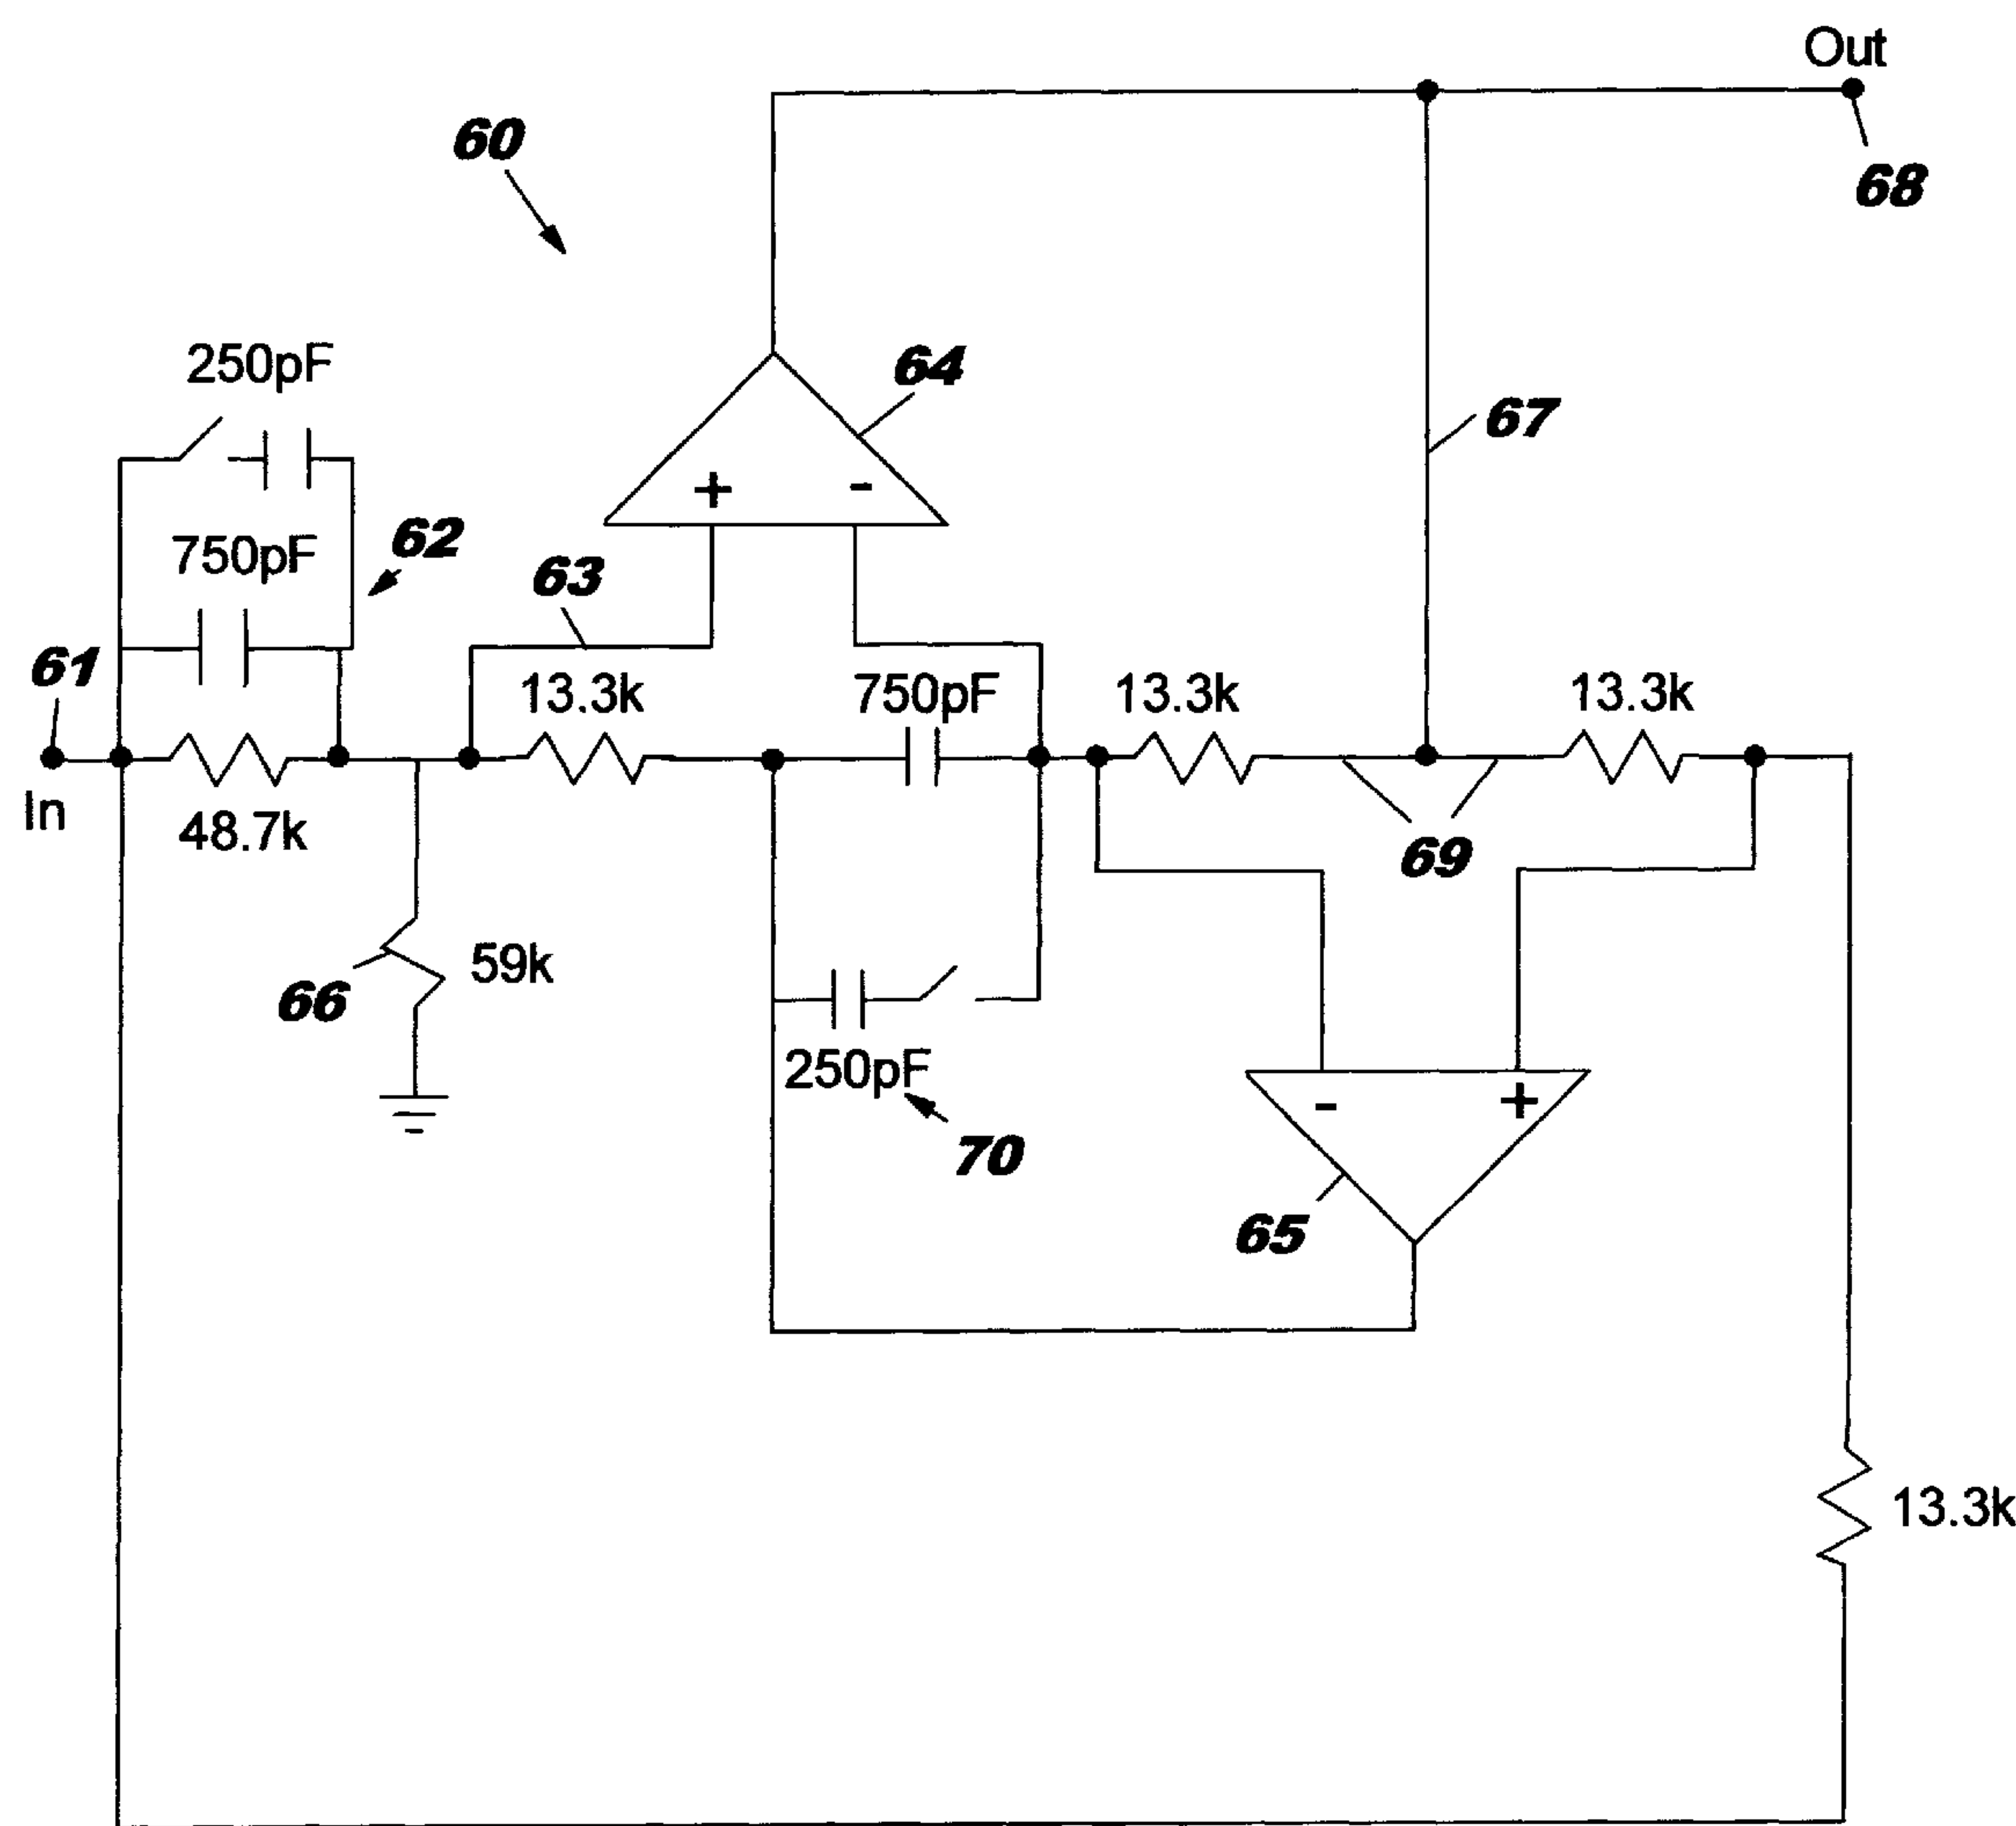 Out
60
68
250pF
64
67
750pF
62
63
61
13.3k
750pF
13.3k
13.3k
In
48.7k
+
-
69
59k
66
250pF
70
-
+
65
13.3k